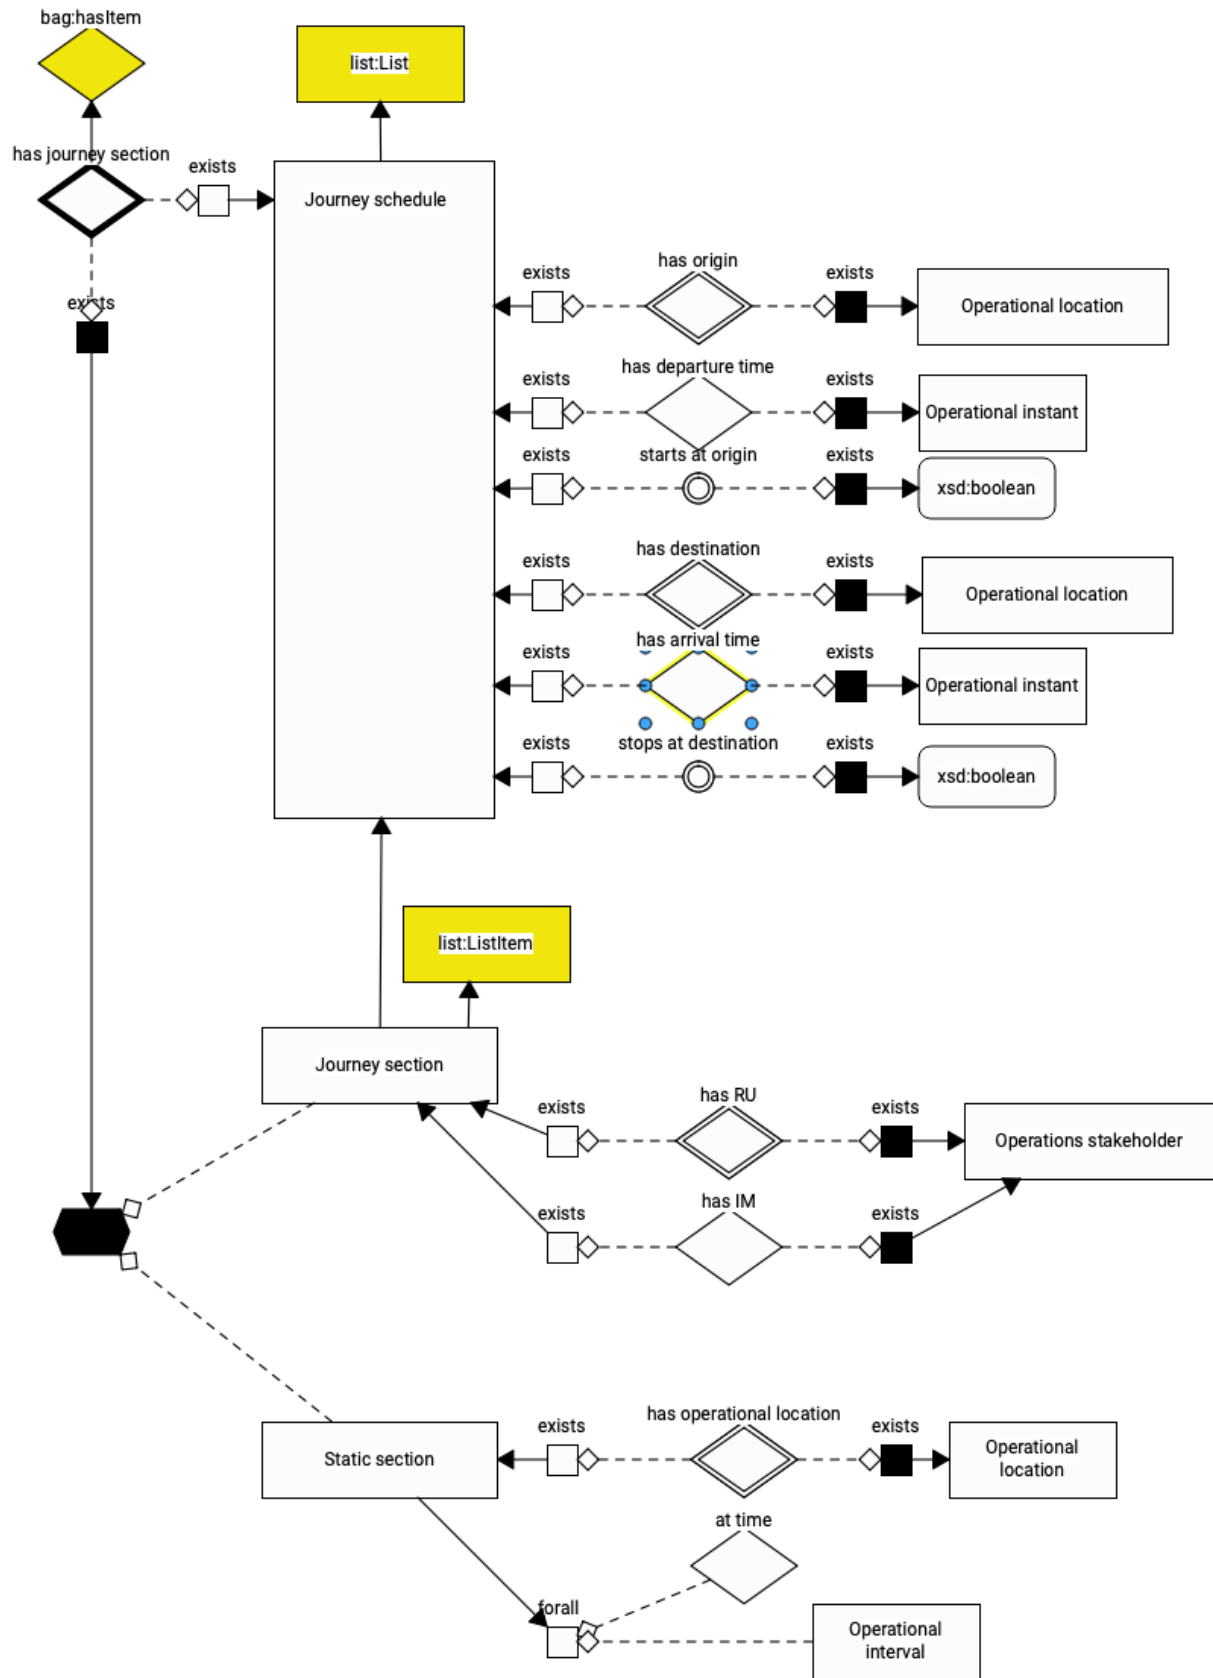 bag:hasItem
list:List
has journey section
exists
Journey schedule
exists
has origin
exists
exists
Operational location
has departure time
exists
exists
Operational instant
starts at origin
exists
exists
xsd:boolean
has destination
exists
exists
Operational location
has arrival time
exists
exists
Operational instant
stops at destination
exists
exists
xsd:boolean
list:ListItem
Journey section
has RU
exists
exists
Operations stakeholder
has IM
exists
exists
has operational location
exists
exists
Static section
Operational
location
at time
forall
Operational
interval